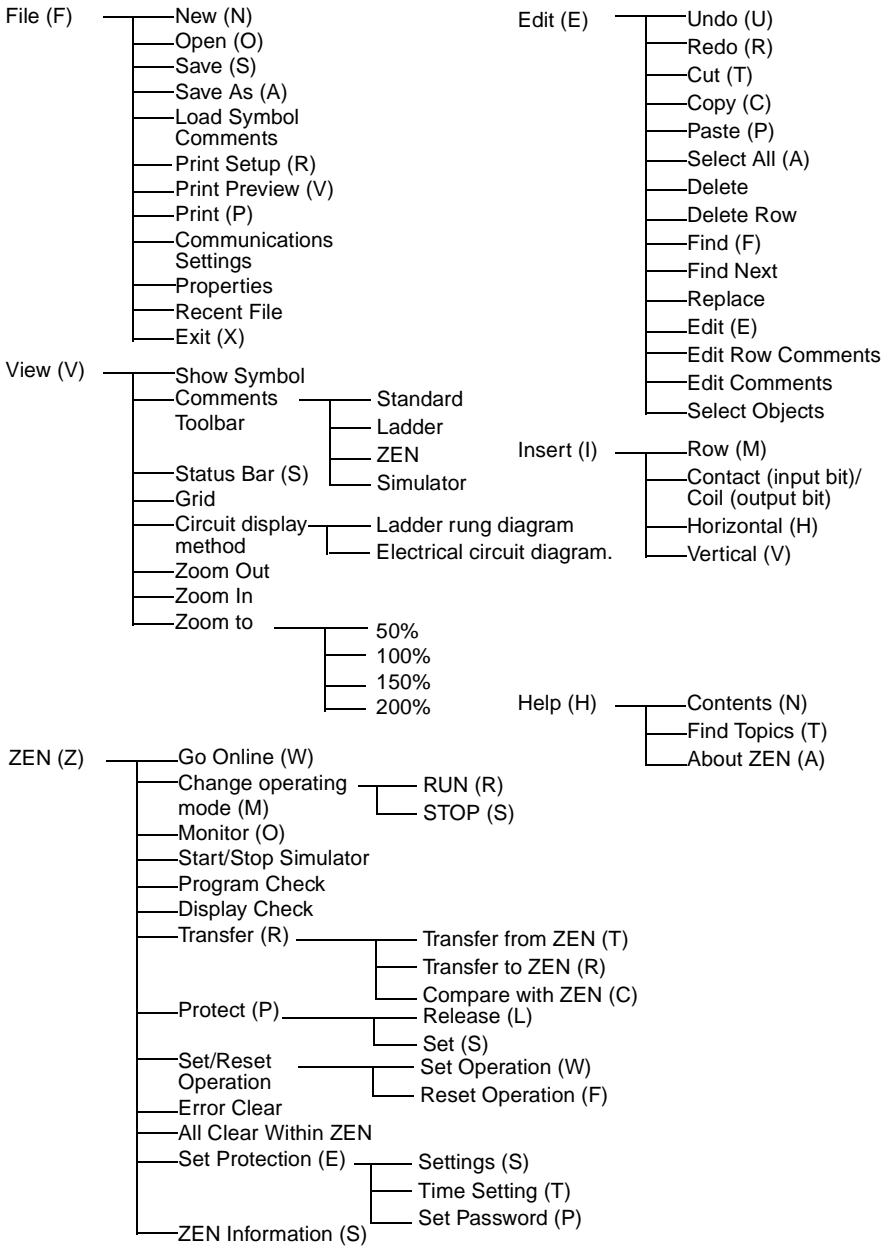 File (F)
New (N)
Open (O)
Save (S)
Save As (A)
Load Symbol
Comments
Print Setup (R)
Print Preview (V)
Print (P)
Communications
Settings
Properties
Recent File
Exit (X)
Edit (E)
Undo (U)
Redo (R)
Cut (T)
Copy (C)
Paste (P)
Select All (A)
Delete
Delete Row
Find (F)
Find Next
Replace
Edit (E)
Edit Row Comments
Edit Comments
Select Objects
View (V)
Show Symbol
Comments
Toolbar
Standard
Ladder
ZEN
Simulator
Status Bar (S)
Grid
Circuit display
method
Ladder rung diagram
Electrical circuit diagram.
Zoom Out
Zoom In
Zoom to
50%
100%
150%
200%
Insert (I)
Row (M)
Contact (input bit)/
Coil (output bit)
Horizontal (H)
Vertical (V)
Help (H)
Contents (N)
Find Topics (T)
About ZEN (A)
ZEN (Z)
Go Online (W)
Change operating
mode (M)
RUN (R)
STOP (S)
Monitor (O)
Start/Stop Simulator
Program Check
Display Check
Transfer (R)
Transfer from ZEN (T)
Transfer to ZEN (R)
Compare with ZEN (C)
Protect (P)
Release (L)
Set (S)
Set/Reset
Operation
Set Operation (W)
Reset Operation (F)
Error Clear
All Clear Within ZEN
Set Protection (E)
Settings (S)
Time Setting (T)
Set Password (P)
ZEN Information (S)